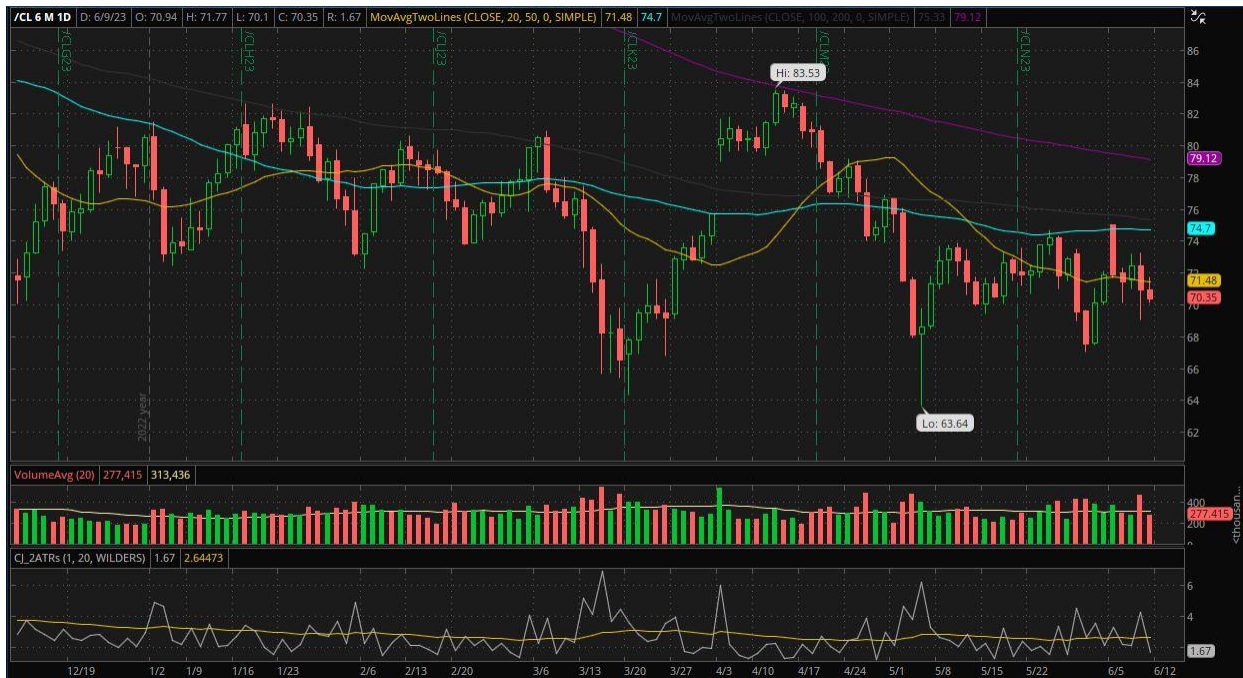 /CL 6 M 1D D: 6/9/23 O: 70.94 H: 71.77 L: 70.1 C: 70.35 R: 1.67 MovAvgTwoLines (CLOSE, 20, 50, 0, SIMPLE) 71.48 74.7 MovAvgTwoLines (CLOSE, 100, 200, 0, SIMPLE) 75.33 79.12
/CLG23
/CLH23
/CLJ23
/CLK23
/CLN23
Hi: 83.53
86
84
82
80
79.12
78
76
74.7
74
72
71.48
70.35
70
68
66
64
62
Lo: 63.64
2022 year
VolumeAvg (20) 277,415 313,436
400
277.415
200
0
<thousan...
CJ_2ATRs (1, 20, WILDERS) 1.67 2.64473
6
4
1.67
12/19 1/2 1/9 1/16 1/23 2/6 2/13 2/20 3/6 3/13 3/20 3/27 4/3 4/10 4/17 4/24 5/1 5/8 5/15 5/22 6/5 6/12